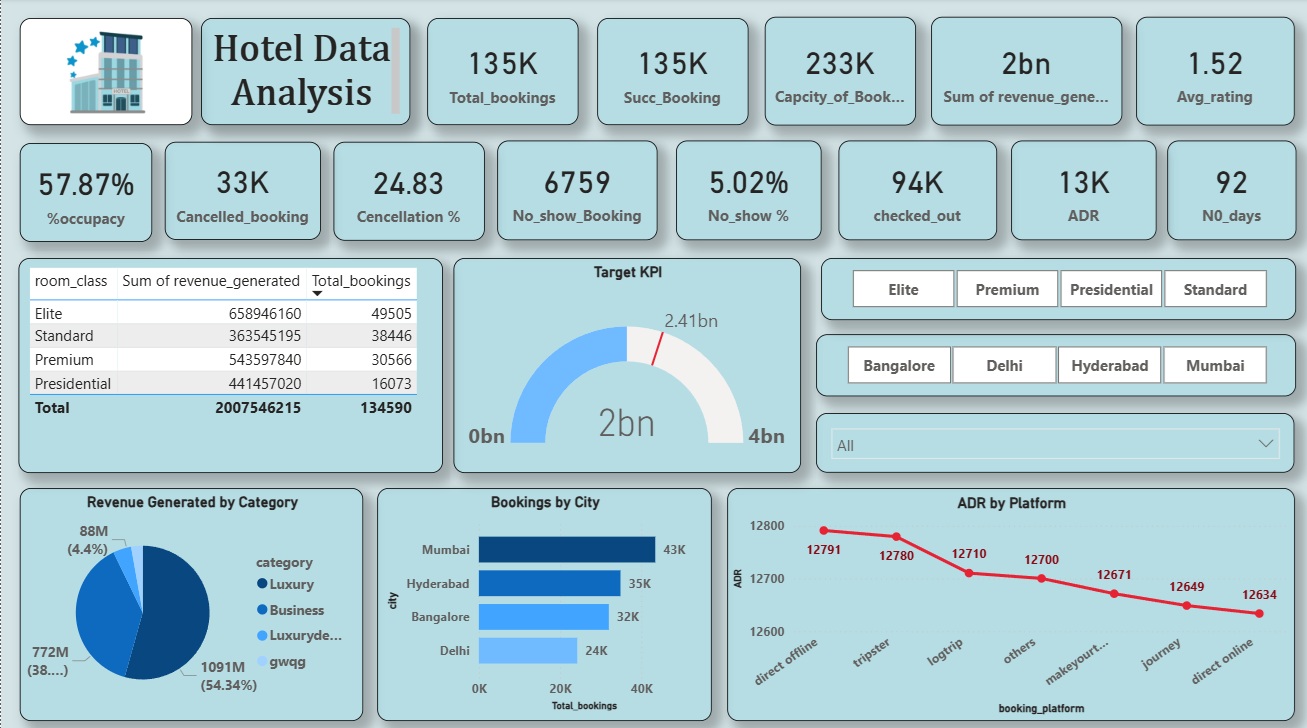 HOTEL
Hotel Data
Analysis
135K
Total_bookings
135K
Succ_Booking
233K
Capcity_of_Book...
2bn
Sum of revenue_gene...
1.52
Avg_rating
57.87%
%occupacy
33K
Cancelled_booking
24.83
Cencellation %
6759
No_show_Booking
5.02%
No_show %
94K
checked_out
13K
ADR
92
N0_days
room_class Sum of revenue_generated Total_bookings
Elite 658946160 49505
Standard 363545195 38446
Premium 543597840 30566
Presidential 441457020 16073
Total 2007546215 134590
Target KPI
2.41bn
2bn
0bn
4bn
Elite Premium Presidential Standard
Bangalore Delhi Hyderabad Mumbai
All
Revenue Generated by Category
88M
(4.4%)
772M
(38....)
1091M
(54.34%)
category
Luxury
Business
Luxuryde...
gwqg
Bookings by City
city
Mumbai 43K
Hyderabad 35K
Bangalore 32K
Delhi 24K
0K 20K 40K
Total_bookings
ADR by Platform
ADR
12800
12700
12600
12791
12780
12710
12700
12671
12649
12634
direct offline
tripster
logtrip
others
makeyourt...
journey
direct online
booking_platform